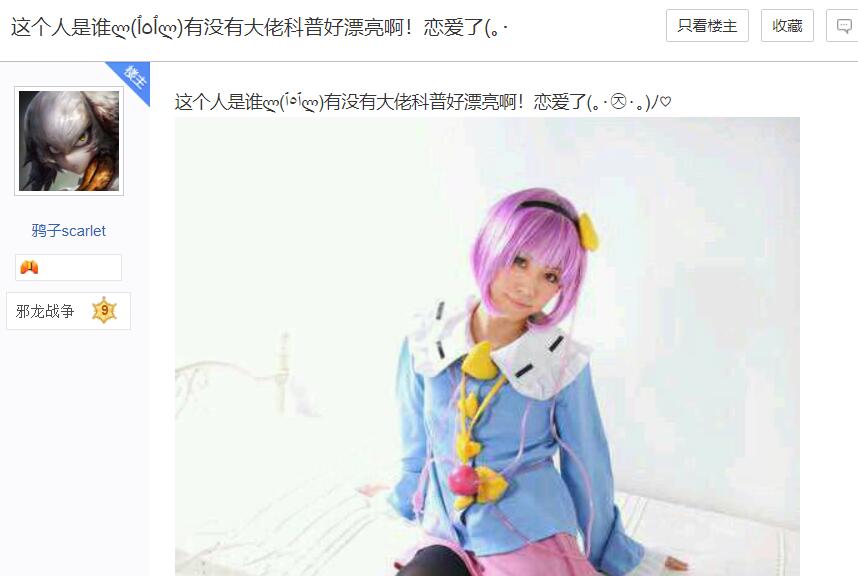 这个人是谁ლ(ٱ٥ٱლ)有没有大佬科普好漂亮啊！恋爱了(｡･
只看楼主
收藏
楼主
这个人是谁ლ(ٱ٥ٱლ)有没有大佬科普好漂亮啊！恋爱了(｡･㉨･｡)ﾉ♡
鸦子scarlet
邪龙战争 9